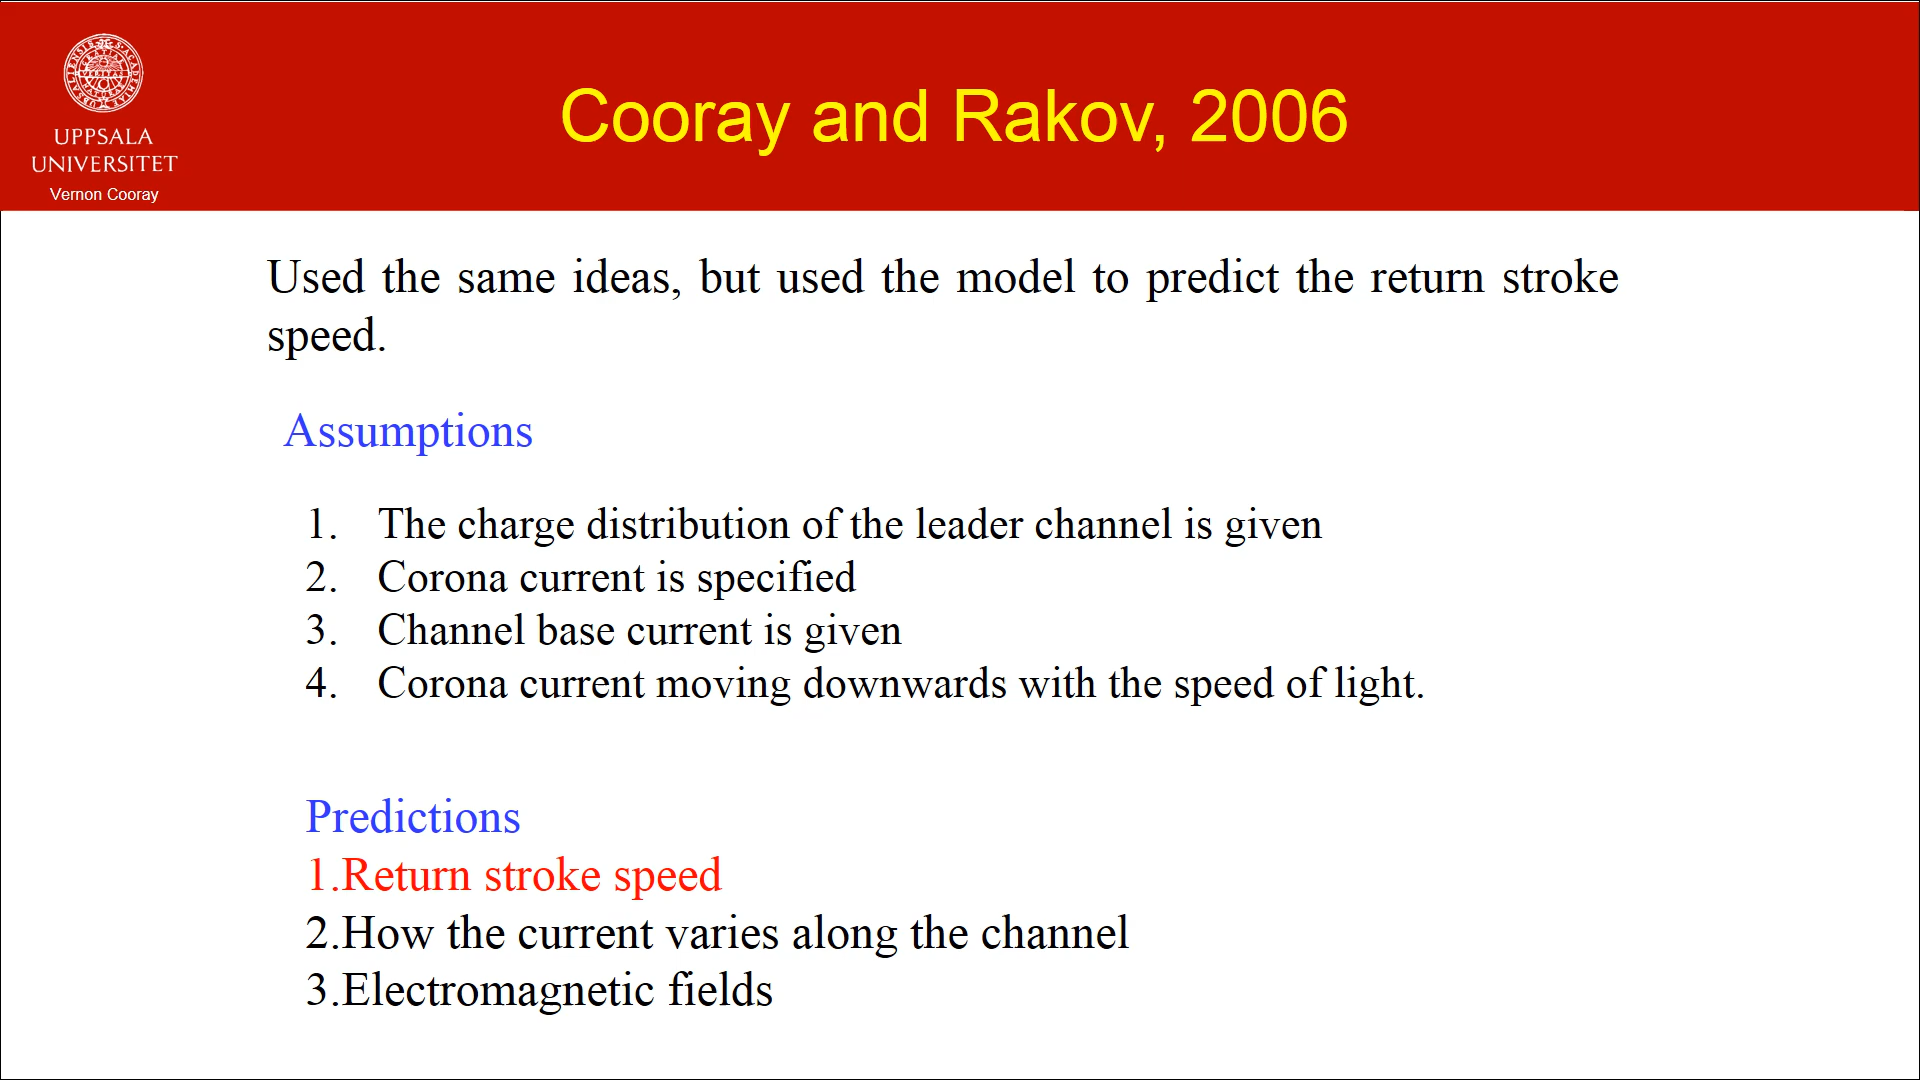 UPPSALA
UNIVERSITET
Vernon Cooray
Cooray and Rakov, 2006
Used the same ideas, but used the model to predict the return stroke
speed.
Assumptions
1. The charge distribution of the leader channel is given
2. Corona current is specified
3. Channel base current is given
4. Corona current moving downwards with the speed of light.
Predictions
1.Return stroke speed
2.How the current varies along the channel
3.Electromagnetic fields